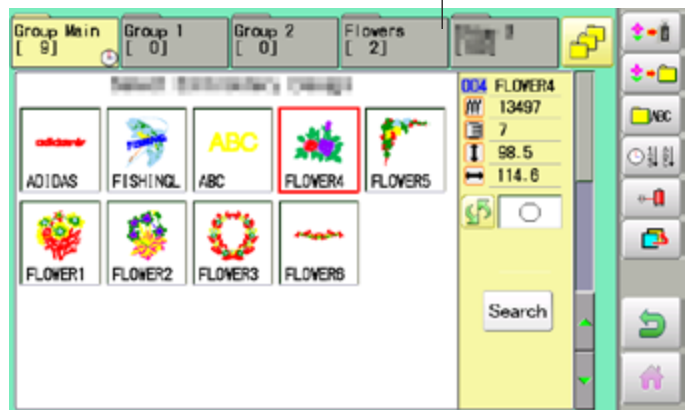 Group Main
[ 9]
Group 1
[ 0]
Group 2
[ 0]
Flowers
[ 2]
ABC
ADIDAS
FISHINGL
ABC
FLOWER4
FLOWER5
FLOWER1
FLOWER2
FLOWER3
FLOWER6
004 FLOWER4
13497
7
98.5
114.6
Search
ABC